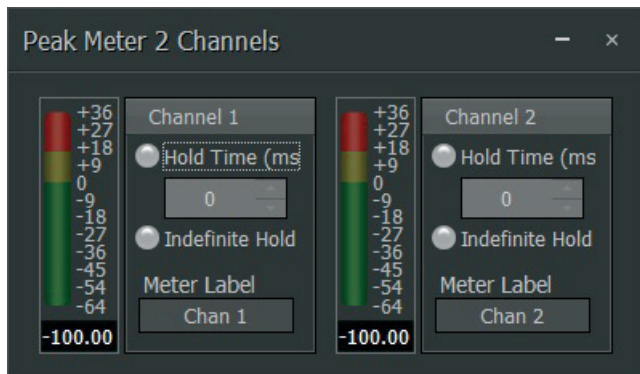 Peak Meter 2 Channels
+36
+27
+18
+9
0
-9
-18
-27
-36
-45
-54
-64
-100.00
Channel 1
Hold Time (ms
0
Indefinite Hold
Meter Label
Chan 1
+36
+27
+18
+9
0
-9
-18
-27
-36
-45
-54
-64
-100.00
Channel 2
Hold Time (ms
0
Indefinite Hold
Meter Label
Chan 2